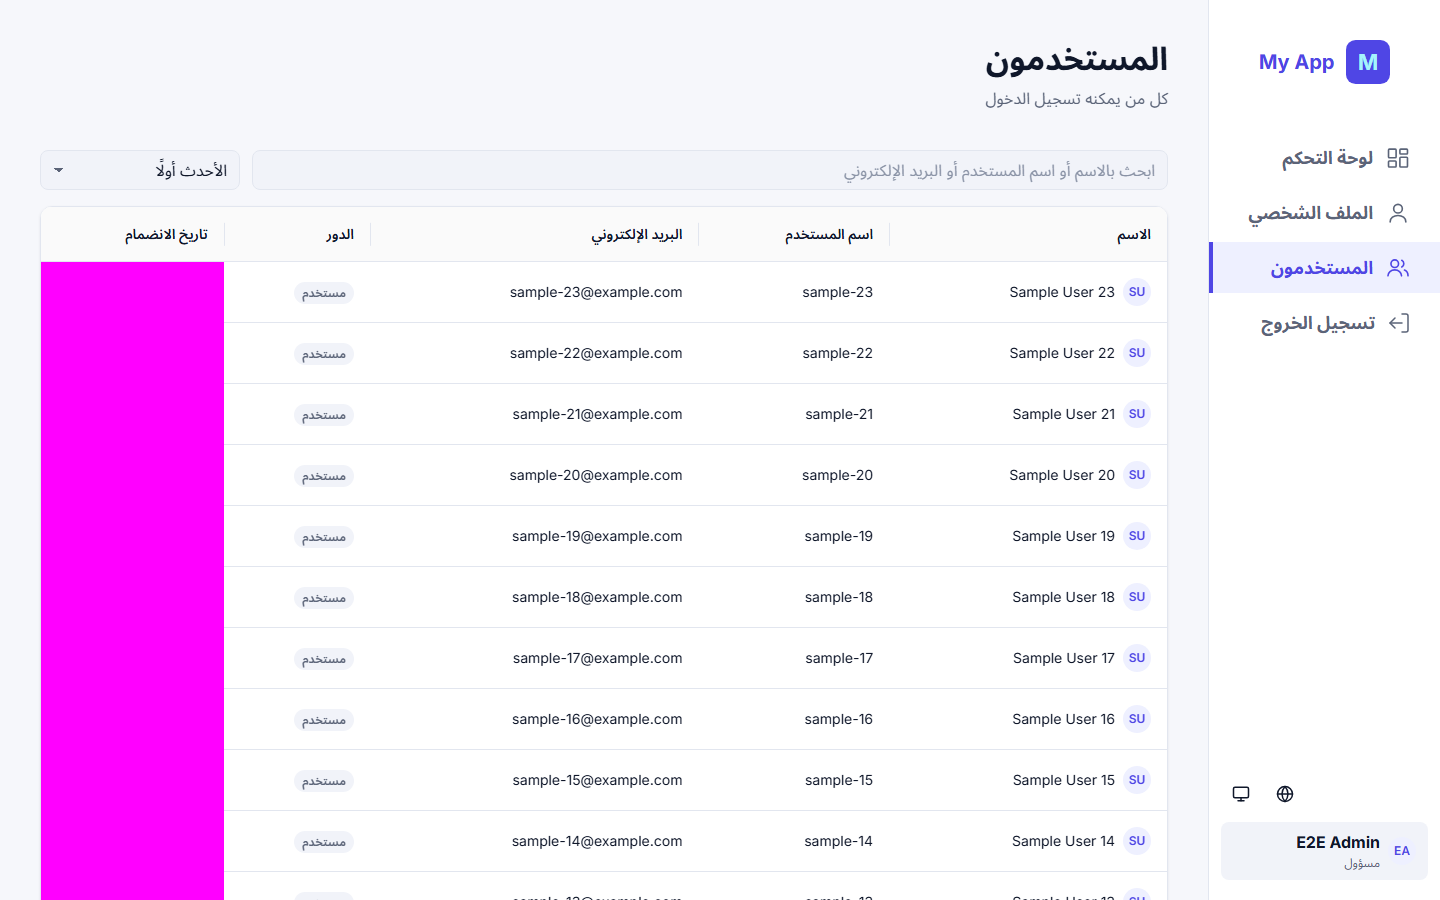 M My App
لوحة التحكم
الملف الشخصي
المستخدمون
تسجيل الخروج
EA E2E Admin
مسؤول
المستخدمون
كل من يمكنه تسجيل الدخول
ابحث بالاسم أو اسم المستخدم أو البريد الإلكتروني
الأحدث أولًا
الاسم اسم المستخدم البريد الإلكتروني الدور تاريخ الانضمام
SU Sample User 23 sample-23 sample-23@example.com مستخدم
SU Sample User 22 sample-22 sample-22@example.com مستخدم
SU Sample User 21 sample-21 sample-21@example.com مستخدم
SU Sample User 20 sample-20 sample-20@example.com مستخدم
SU Sample User 19 sample-19 sample-19@example.com مستخدم
SU Sample User 18 sample-18 sample-18@example.com مستخدم
SU Sample User 17 sample-17 sample-17@example.com مستخدم
SU Sample User 16 sample-16 sample-16@example.com مستخدم
SU Sample User 15 sample-15 sample-15@example.com مستخدم
SU Sample User 14 sample-14 sample-14@example.com مستخدم